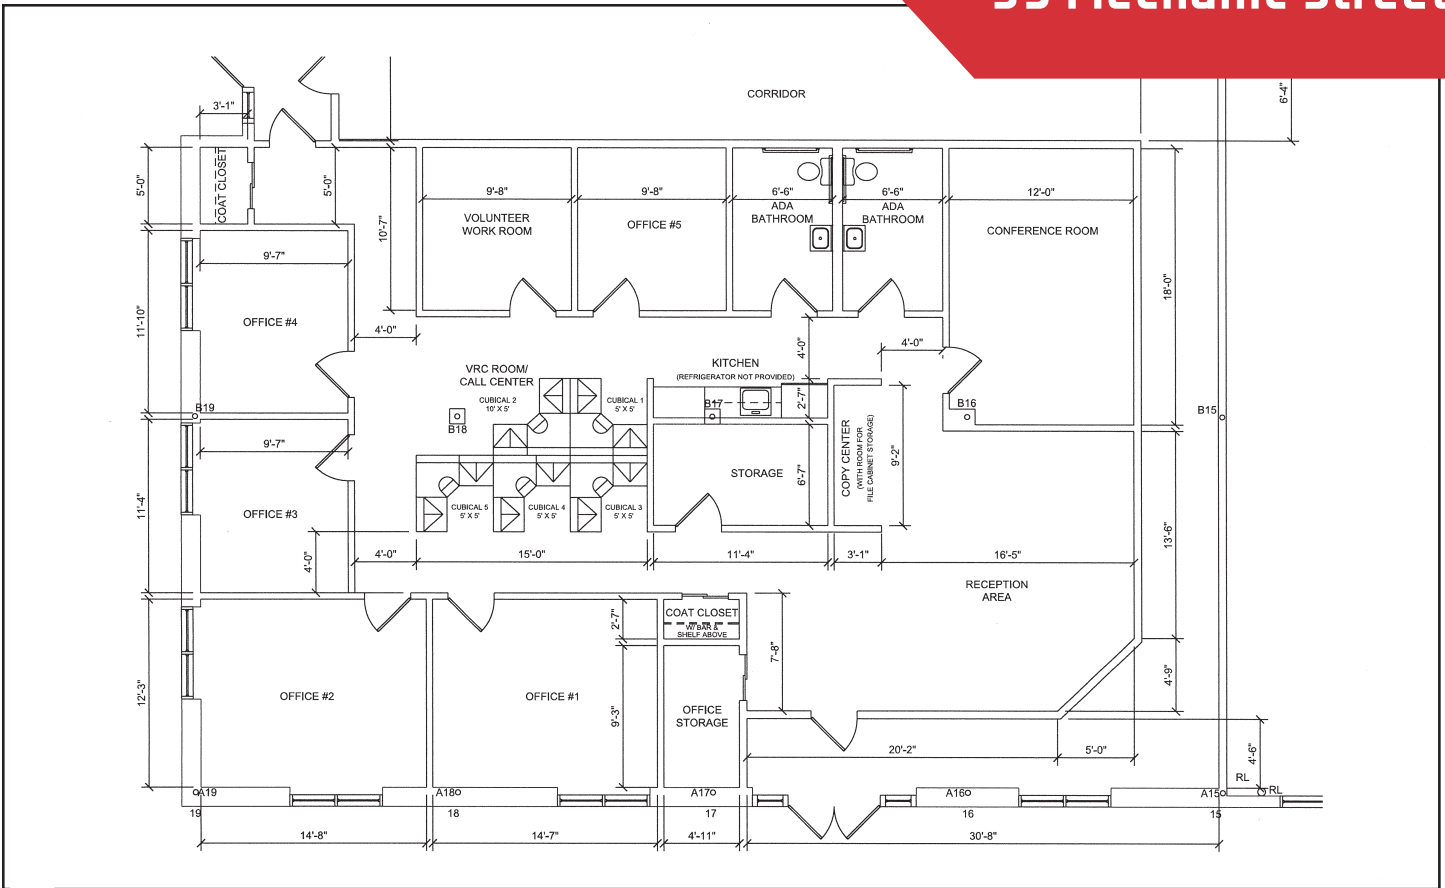 CORRIDOR
6'-4"
3'-1"
5'-0"
COAT CLOSET
5'-0"
10'-7"
9'-8"
VOLUNTEER
WORK ROOM
9'-8"
OFFICE #5
6'-6"
ADA
BATHROOM
6'-6"
ADA
BATHROOM
12'-0"
CONFERENCE ROOM
18'-0"
9'-7"
11'-10"
OFFICE #4
4'-0"
VRC ROOM/
CALL CENTER
KITCHEN
(REFRIGERATOR NOT PROVIDED)
4'-0"
4'-0"
CUBICAL 2
10' X 5'
CUBICAL 1
5' X 5'
2'-7"
B19
B18
B17
B16
B15
9'-7"
11'-4"
OFFICE #3
STORAGE
6'-7"
COPY CENTER
(WITH ROOM FOR
FILE CABINET STORAGE)
9'-2"
CUBICAL 5
5' X 5'
CUBICAL 4
5' X 5'
CUBICAL 3
5' X 5'
13'-6"
4'-0"
4'-0"
15'-0"
11'-4"
3'-1"
16'-5"
RECEPTION
AREA
COAT CLOSET
W/ BAR &
SHELF ABOVE
2'-7"
7'-8"
4'-9"
12'-3"
OFFICE #2
OFFICE #1
9'-3"
OFFICE
STORAGE
20'-2"
5'-0"
4'-6"
RL
RL
A19
A18
A17
A16
A15
19
18
17
16
15
14'-8"
14'-7"
4'-11"
30'-8"